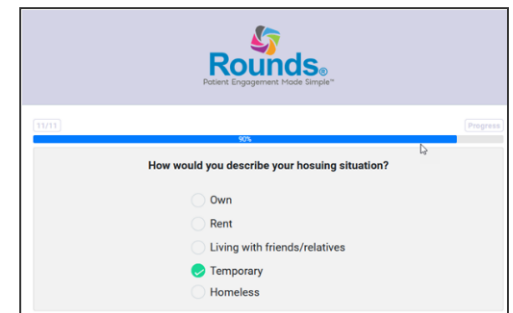 Rounds®
Patient Engagement Made Simple™
11/11 Progress
90%
How would you describe your hosuing situation?
Own
Rent
Living with friends/relatives
Temporary
Homeless